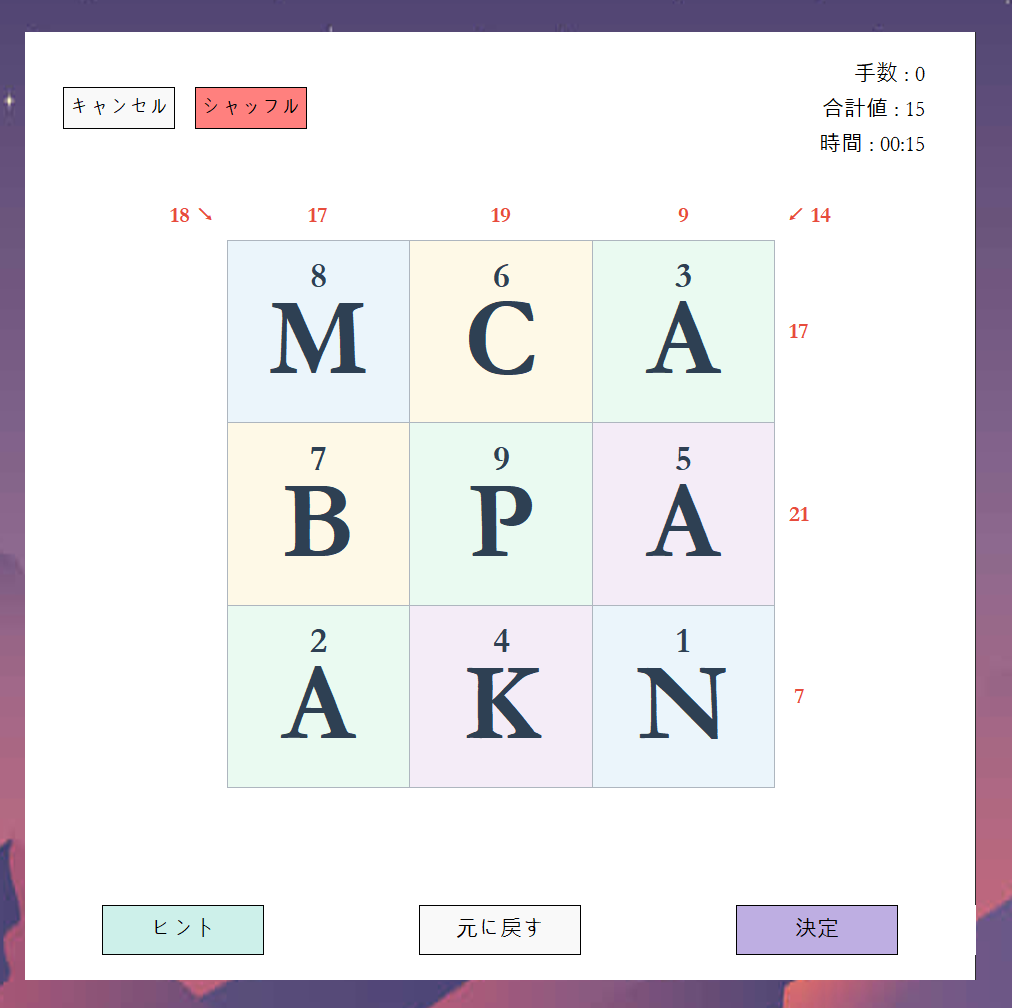 手数 : 0
キャンセル シャッフル
合計値 : 15
時間 : 00:15
18 ↘ 17 19 9 ↙ 14
8 6 3
M C A 17
7 9 5
B P A 21
2 4 1
A K N 7
ヒント 元に戻す 決定